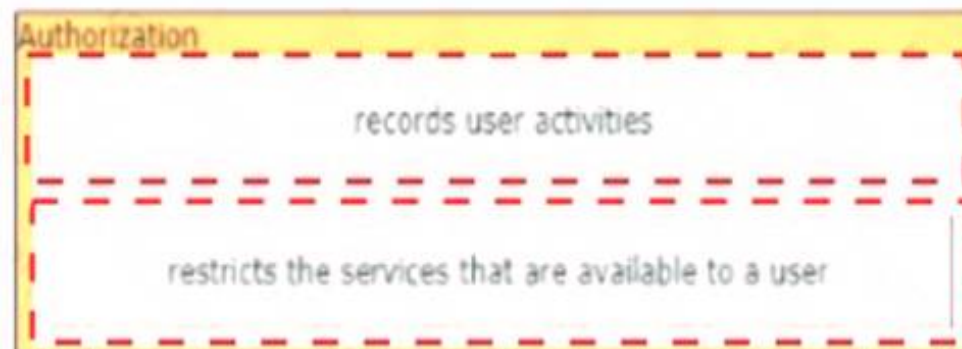 Authorization
records user activities
restricts the services that are available to a user